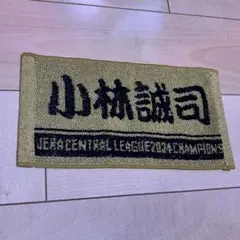 小林誠司
JERA CENTRAL LEAGUE 2024 CHAMPIONS